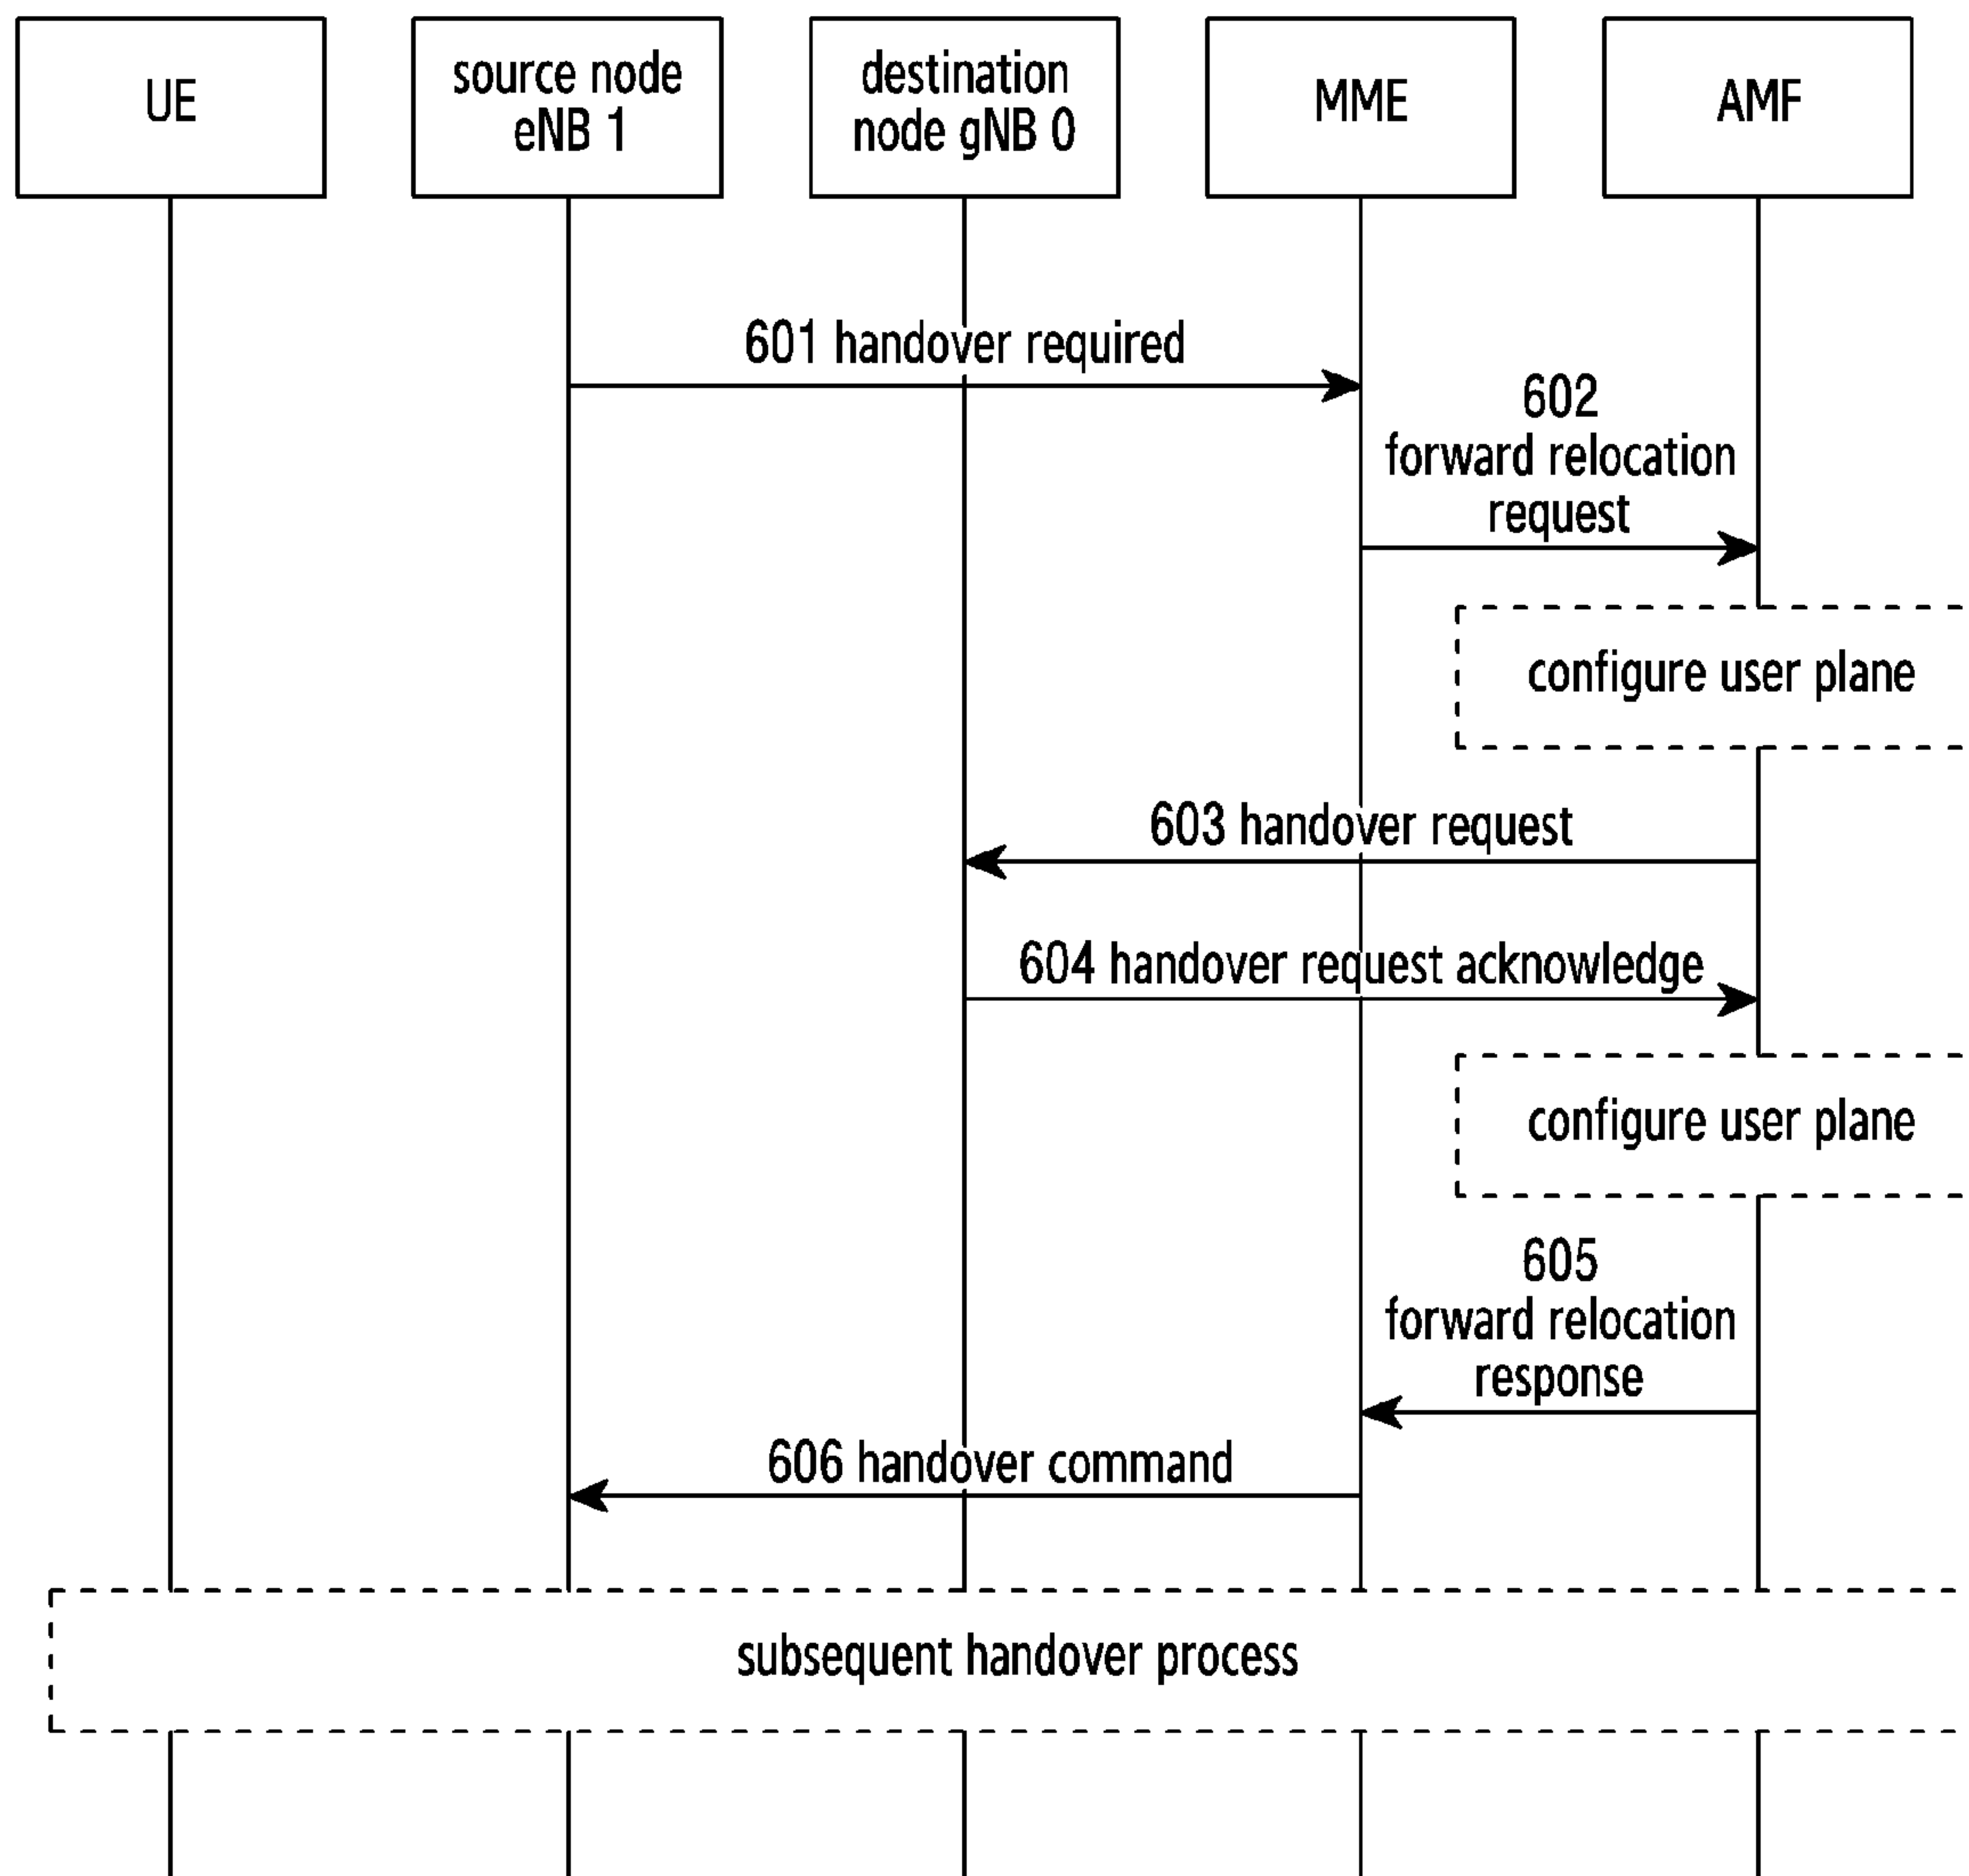 UE
source node
eNB 1
destination
node gNB 0
MME
AMF
601 handover required
602
forward relocation
request
configure user plane
603 handover request
604 handover request acknowledge
configure user plane
605
forward relocation
response
606 handover command
subsequent handover process